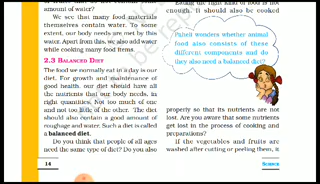 amount of water?
We see that many food materials
themselves contain water. To some
extent, our body needs are met by this
water. Apart from this, we also add water
while cooking many food items.
2.3 BALANCED DIET
The food we normally eat in a day is our
diet. For growth and maintenance of
good health, our diet should have all
the nutrients that our body needs, in
right quantities. Not too much of one
and not too little of the other. The diet
should also contain a good amount of
roughage and water. Such a diet is called
a balanced diet.
Do you think that people of all ages
need the same type of diet? Do you also
14
Eating the right kind of food is not
enough. It should also be cooked
Paheli wonders whether animal
food also consists of these
different components and do
they also need a balanced diet?
properly so that its nutrients are not
lost. Are you aware that some nutrients
get lost in the process of cooking and
preparations?
If the vegetables and fruits are
washed after cutting or peeling them, it
SCIENCE